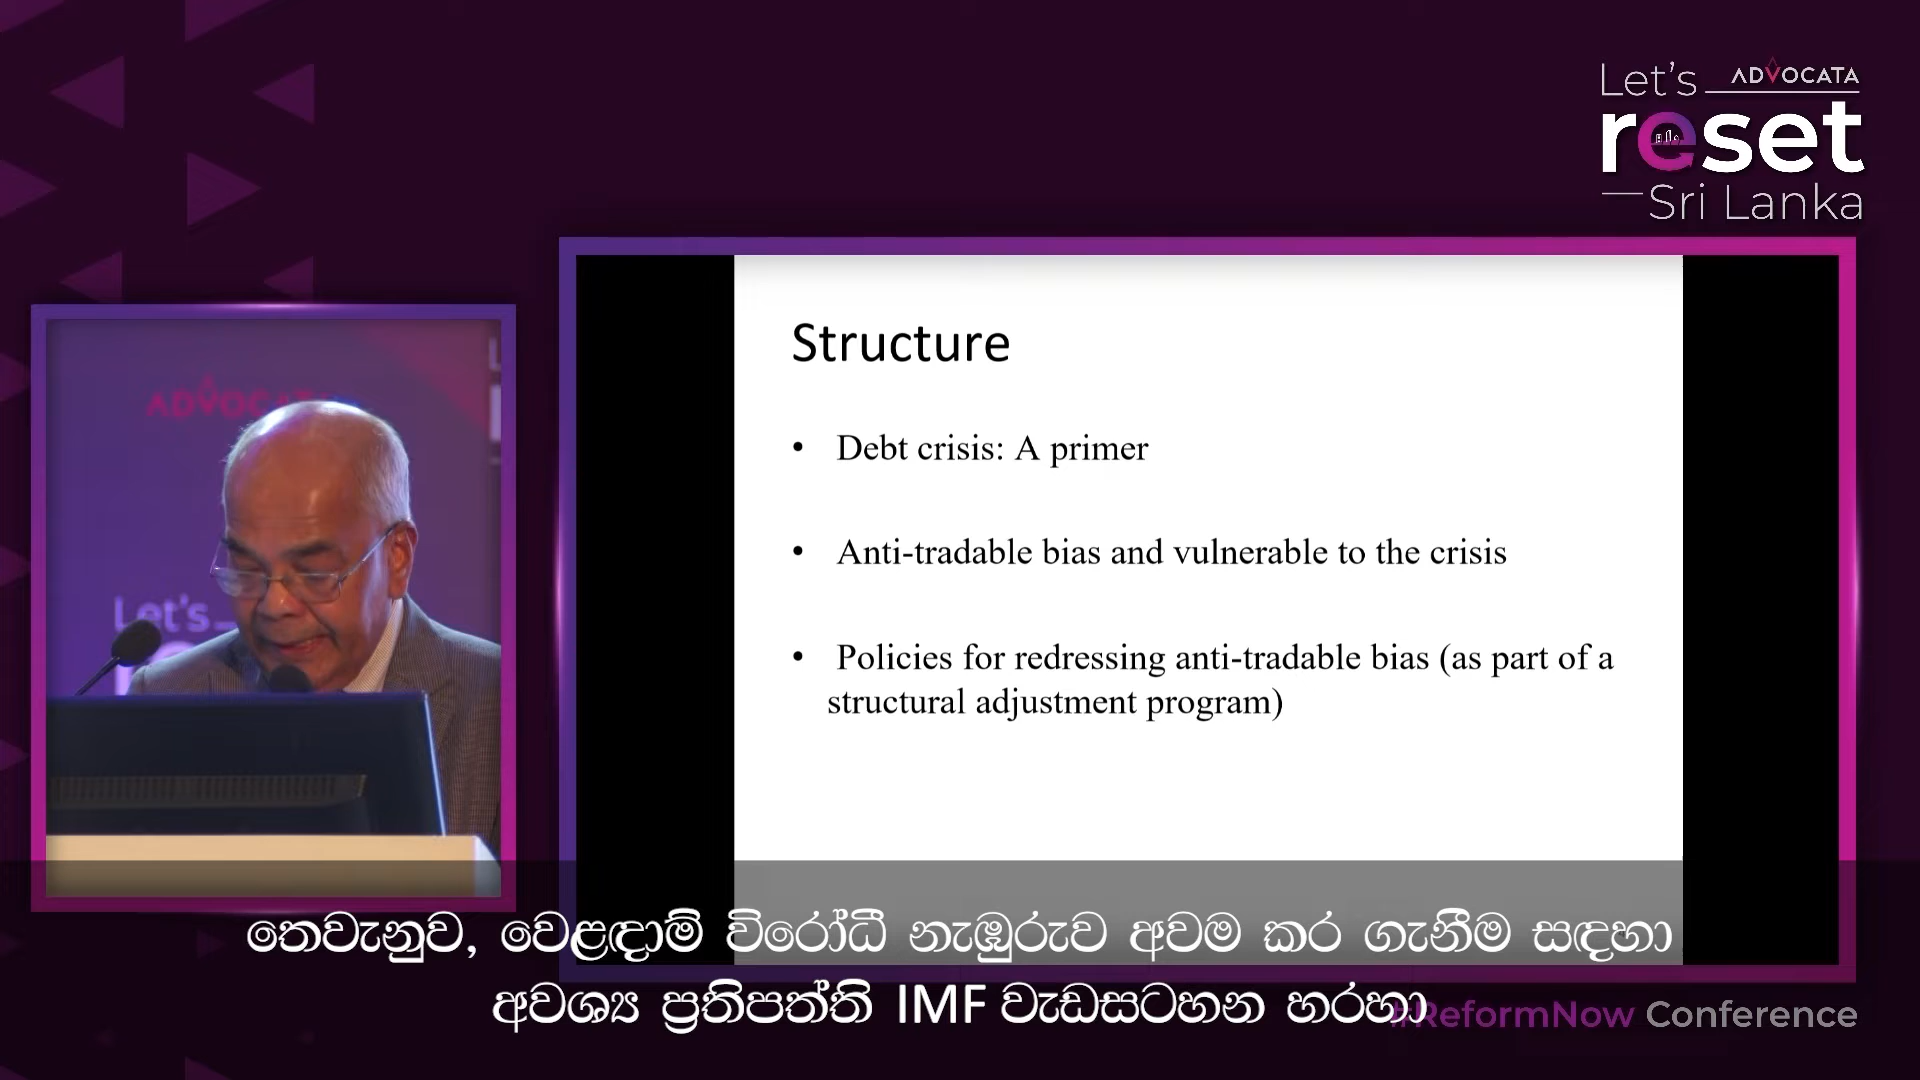 Let's ADVOCATA
reset
Sri Lanka
Structure
• Debt crisis: A primer
• Anti-tradable bias and vulnerable to the crisis
• Policies for redressing anti-tradable bias (as part of a
structural adjustment program)
ADVOCATA
Let's
තෙවැනුව, වෙළඳාම් විරෝධී නැඹුරුව අවම කර ගැනීම සඳහා
අවශ්‍ය ප්‍රතිපත්ති IMF වැඩසටහන හරහා
#ReformNow Conference